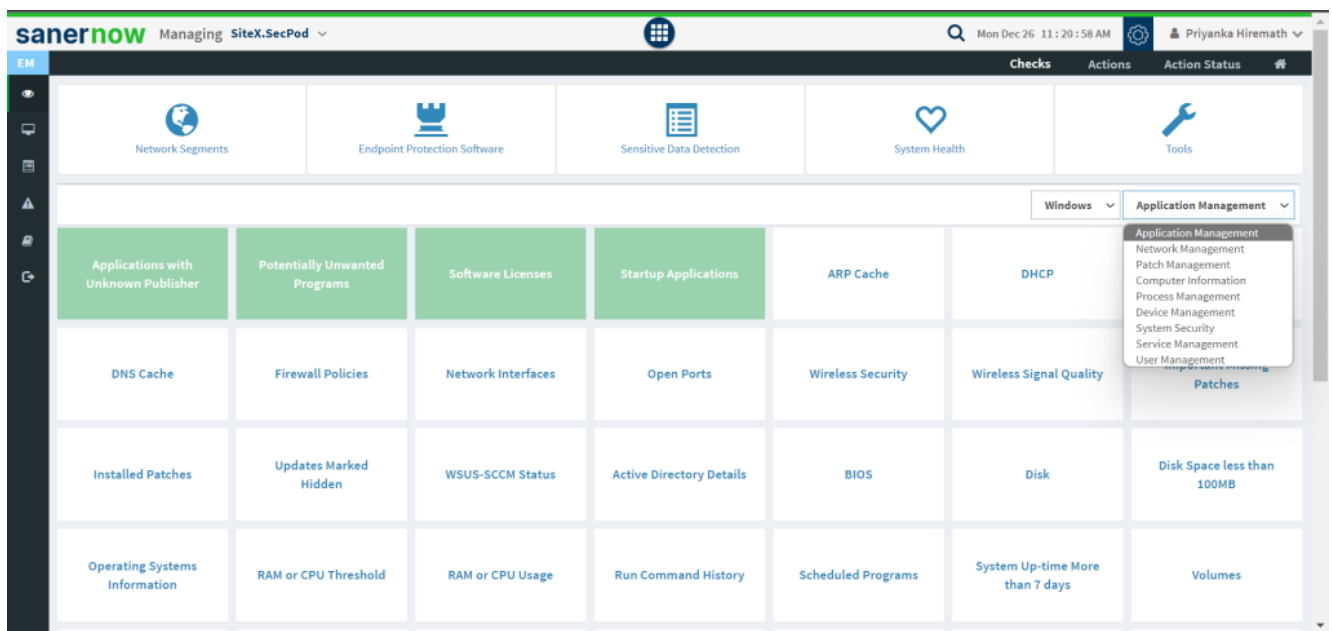 sanernow Managing SiteX.SecPod Mon Dec 26 11:20:58 AM Priyanka Hiremath
EM Checks Actions Action Status
Network Segments Endpoint Protection Software Sensitive Data Detection System Health Tools
Windows Application Management
Application Management
Network Management
Patch Management
Computer Information
Process Management
Device Management
System Security
Service Management
User Management
Applications with
Unknown Publisher
Potentially Unwanted
Programs
Software Licenses
Startup Applications
ARP Cache
DHCP
DNS Cache
Firewall Policies
Network Interfaces
Open Ports
Wireless Security
Wireless Signal Quality
Important Missing
Patches
Installed Patches
Updates Marked
Hidden
WSUS-SCCM Status
Active Directory Details
BIOS
Disk
Disk Space less than
100MB
Operating Systems
Information
RAM or CPU Threshold
RAM or CPU Usage
Run Command History
Scheduled Programs
System Up-time More
than 7 days
Volumes